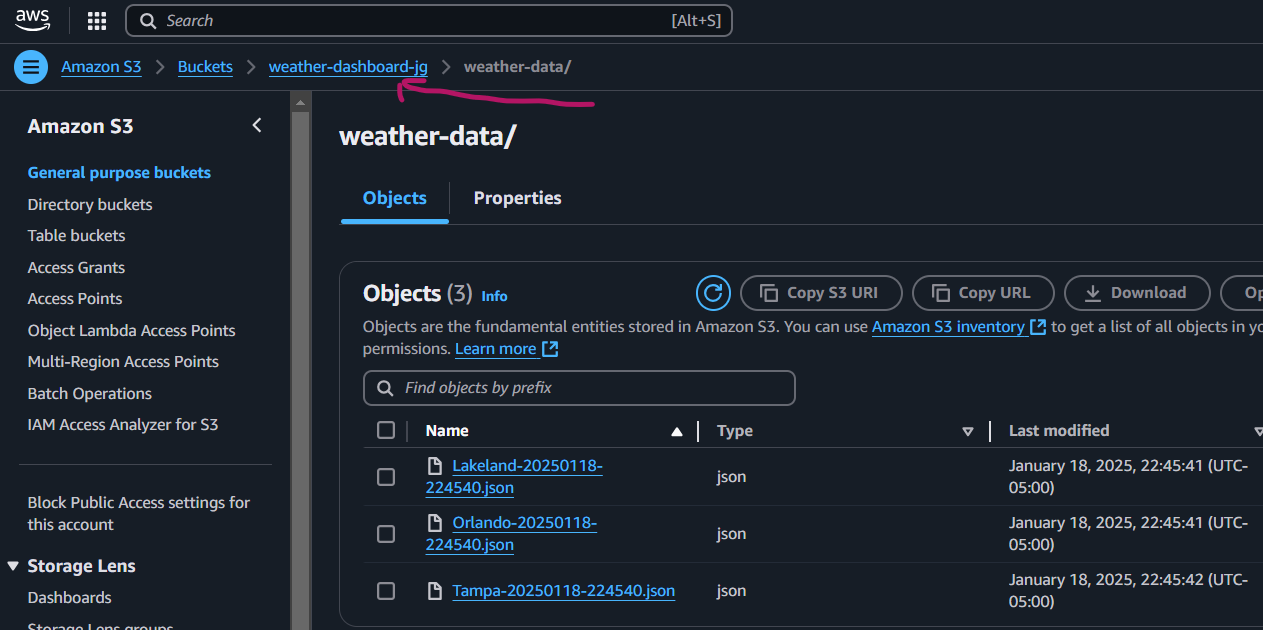 aws
Search [Alt+S]
Amazon S3 > Buckets > weather-dashboard-jg > weather-data/
Amazon S3
General purpose buckets
Directory buckets
Table buckets
Access Grants
Access Points
Object Lambda Access Points
Multi-Region Access Points
Batch Operations
IAM Access Analyzer for S3
Block Public Access settings for
this account
Storage Lens
Dashboards
Storage Lens groups
weather-data/
Objects Properties
Objects (3) Info
Copy S3 URI Copy URL Download Op
Objects are the fundamental entities stored in Amazon S3. You can use Amazon S3 inventory to get a list of all objects in yo
permissions. Learn more
Find objects by prefix
Name Type Last modified
Lakeland-20250118-
224540.json
json
January 18, 2025, 22:45:41 (UTC-
05:00)
Orlando-20250118-
224540.json
json
January 18, 2025, 22:45:41 (UTC-
05:00)
Tampa-20250118-224540.json
json
January 18, 2025, 22:45:42 (UTC-
05:00)